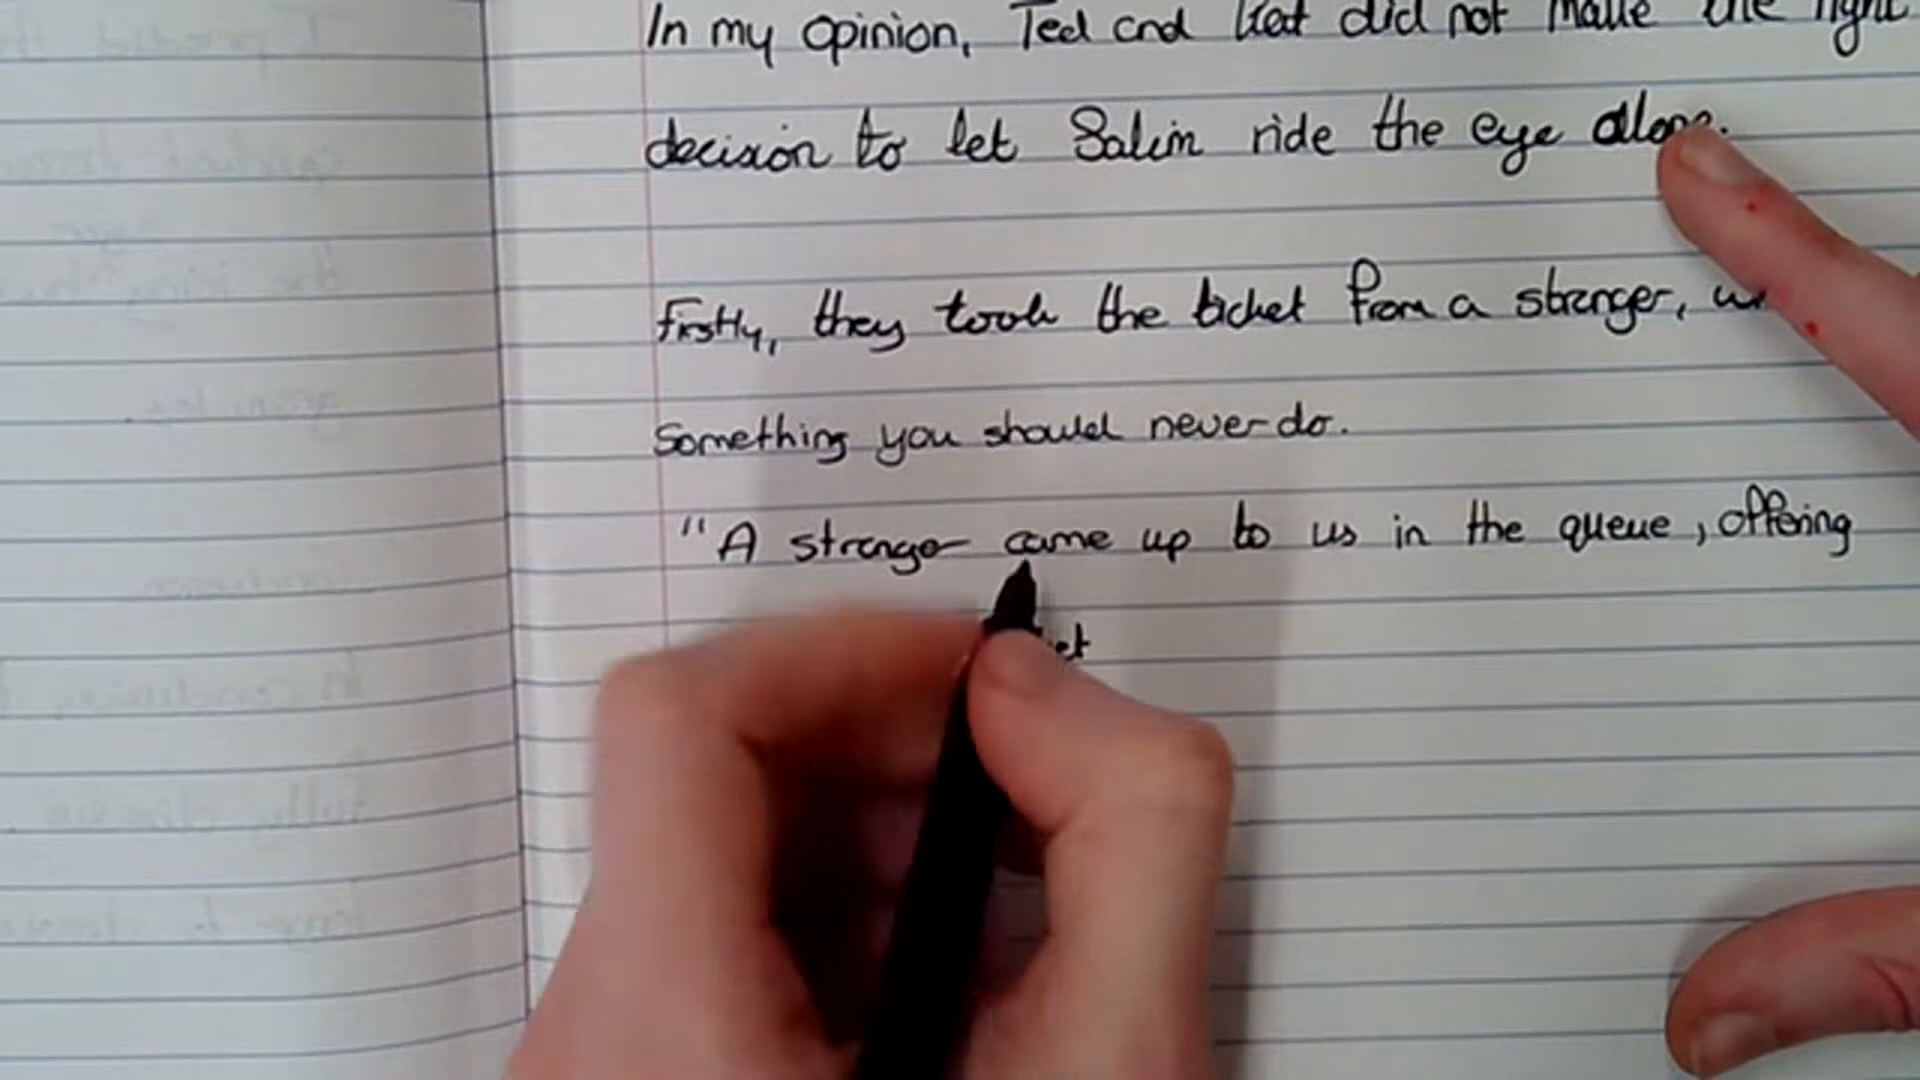 In my opinion, Ted and Kat did not make the right
decision to let Salim ride the eye alone.
Firstly, they took the ticket from a stranger,
Something you should never do.
"A stranger came up to us in the queue, offering